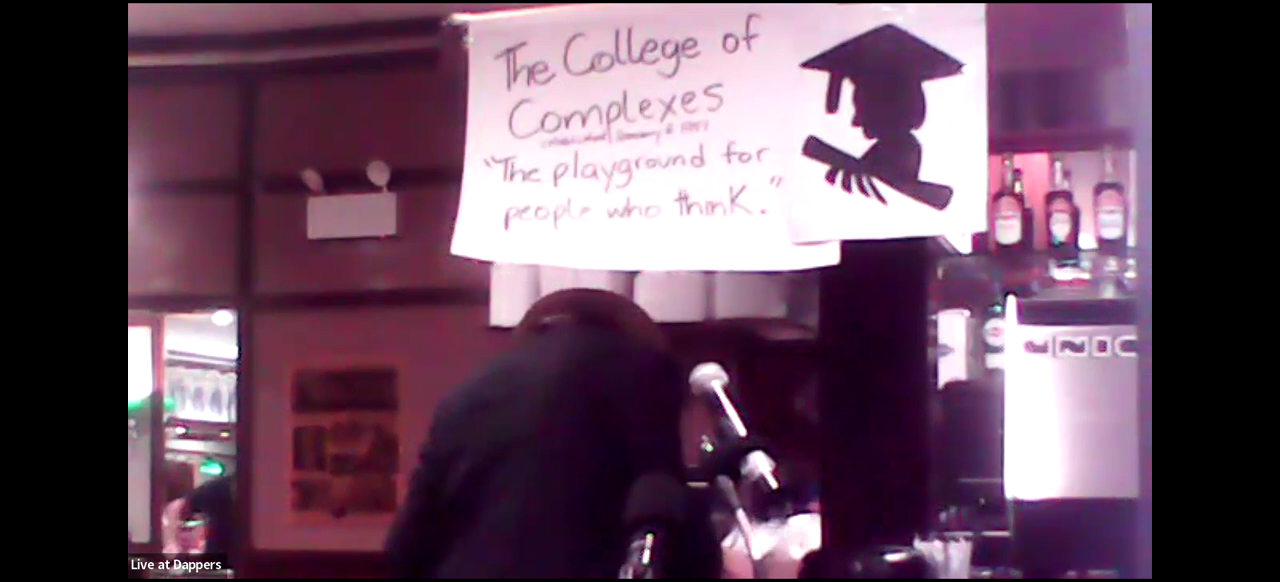 The College of
Complexes
"The playground for
people who think."
Live at Dappers